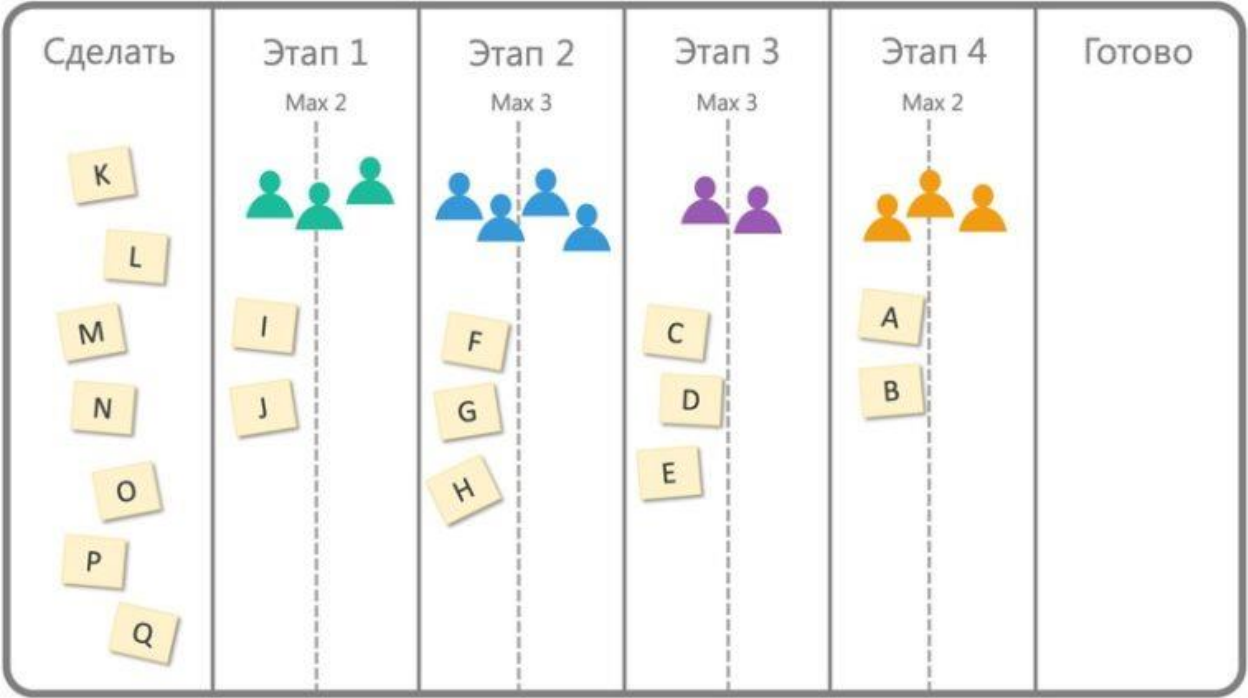 Сделать
Этап 1
Этап 2
Этап 3
Этап 4
Готово
Max 2
Max 3
Max 3
Max 2
K
L
M
N
O
P
Q
I
J
F
G
H
C
D
E
A
B